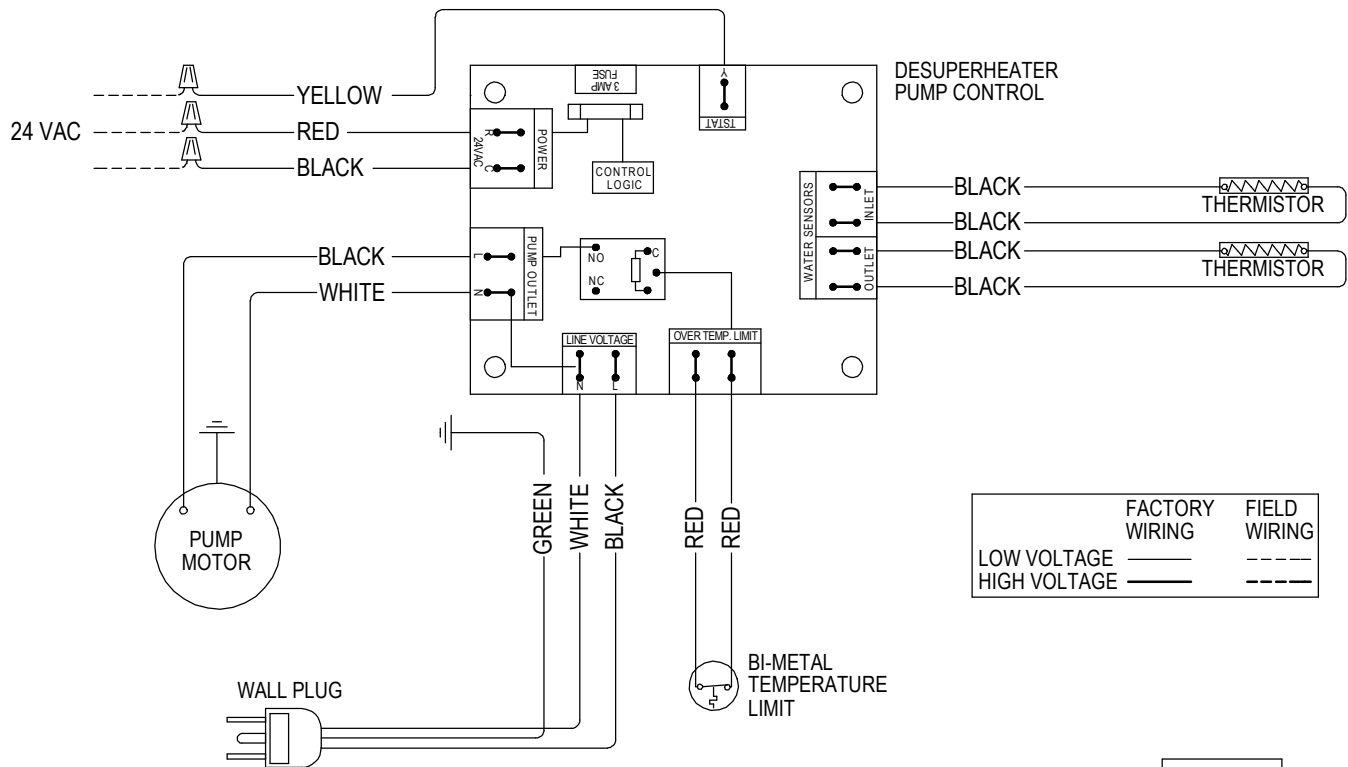 YELLOW
24 VAC
RED
BLACK
3 AMP
FUSE
Y
TSTAT
DESUPERHEATER
PUMP CONTROL
R
24VAC
C
POWER
CONTROL
LOGIC
WATER SENSORS
INLET
OUTLET
BLACK
THERMISTOR
BLACK
BLACK
THERMISTOR
BLACK
BLACK
WHITE
L
N
PUMP OUTLET
NO
NC
C
LINE VOLTAGE
N
L
OVER TEMP. LIMIT
PUMP
MOTOR
GREEN
WHITE
BLACK
RED
RED
FACTORY
WIRING
FIELD
WIRING
LOW VOLTAGE
HIGH VOLTAGE
BI-METAL
TEMPERATURE
LIMIT
WALL PLUG